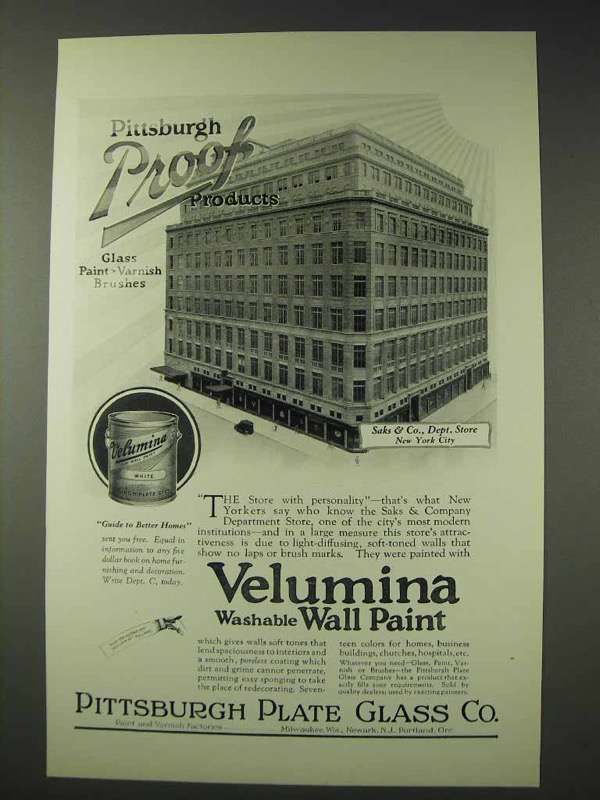 Pittsburgh
Proof
Products
Glass
Paint-Varnish
Brushes
Saks & Co., Dept. Store
New York City
Velumina
WALL PAINT
WHITE
"Guide to Better Homes"
sent you free. Equal in
information to any five
dollar book on home fur-
nishing and decoration.
Write Dept. C, today.
"THE Store with personality"—that's what New
Yorkers say who know the Saks & Company
Department Store, one of the city's most modern
institutions—and in a large measure this store's attrac-
tiveness is due to light-diffusing, soft-toned walls that
show no laps or brush marks. They were painted with
Velumina
Washable Wall Paint
which gives walls soft tones that
lend spaciousness to interiors and
a smooth, poreless coating which
dirt and grime cannot penetrate,
permitting easy sponging to take
the place of redecorating. Seven-
teen colors for homes, business
buildings, churches, hospitals, etc.
Whatever you need—Glass, Paint, Var-
nish or Brushes—the Pittsburgh Plate
Glass Company has a product that ex-
actly fills your requirements. Sold by
quality dealers; used by exacting painters.
PITTSBURGH PLATE GLASS CO.
Paint and Varnish Factories
Milwaukee, Wis., Newark, N.J. Portland, Ore.